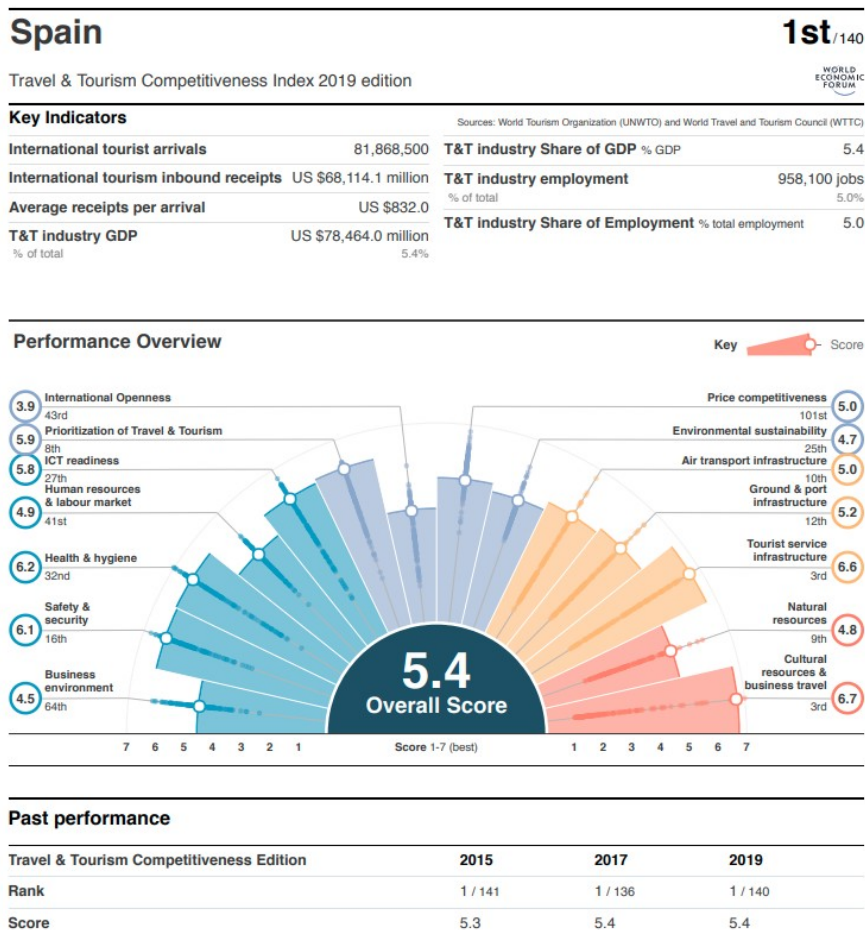 Spain
1st/140
Travel & Tourism Competitiveness Index 2019 edition
WORLD
ECONOMIC
FORUM
Key Indicators
Sources: World Tourism Organization (UNWTO) and World Travel and Tourism Council (WTTC)
International tourist arrivals 81,868,500
International tourism inbound receipts US $68,114.1 million
Average receipts per arrival US $832.0
T&T industry GDP US $78,464.0 million
% of total 5.4%
T&T industry Share of GDP % GDP 5.4
T&T industry employment 958,100 jobs
% of total 5.0%
T&T industry Share of Employment % total employment 5.0
Performance Overview
Key Score
3.9 International Openness
43rd
5.9 Prioritization of Travel & Tourism
8th
5.8 ICT readiness
27th
4.9 Human resources
& labour market
41st
6.2 Health & hygiene
32nd
6.1 Safety &
security
16th
4.5 Business
environment
64th
Price competitiveness 5.0
101st
Environmental sustainability 4.7
25th
Air transport infrastructure 5.0
10th
Ground & port
infrastructure 5.2
12th
Tourist service
infrastructure 6.6
3rd
Natural
resources 4.8
9th
Cultural
resources &
business travel 6.7
3rd
5.4
Overall Score
7 6 5 4 3 2 1 Score 1-7 (best) 1 2 3 4 5 6 7
Past performance
Travel & Tourism Competitiveness Edition 2015 2017 2019
Rank 1 / 141 1 / 136 1 / 140
Score 5.3 5.4 5.4